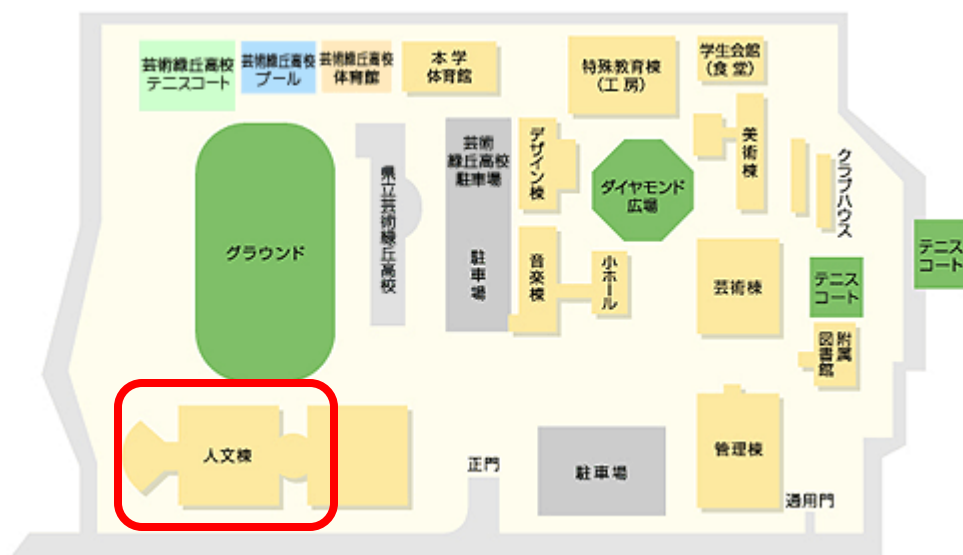 芸術緑丘高校
テニスコート
芸術緑丘高校
プール
芸術緑丘高校
体育館
本学
体育館
特殊教育棟
（工房）
学生会館
（食堂）
県立芸術緑丘高校
芸術
緑丘高校
駐車場
デザイン棟
ダイヤモンド
広場
美術棟
クラブハウス
グラウンド
駐車場
音楽棟
小ホール
芸術棟
テニス
コート
テニス
コート
附属
図書館
人文棟
正門
駐車場
管理棟
通用門